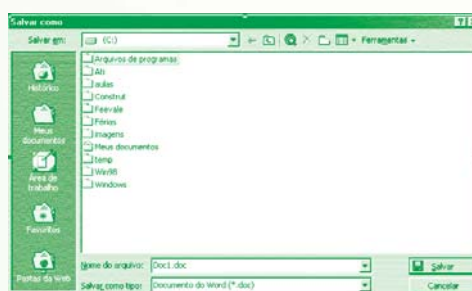 Salvar como
Salvar em: (C:) Ferramentas
Histórico
Meus documentos
Área de trabalho
Favoritos
Pastas da Web
Arquivos de programas
Ati
aulas
Construt
Feevale
Férias
imagens
Meus documentos
temp
Win98
Windows
Nome do arquivo: Doc1.doc Salvar
Salvar como tipo: Documento do Word (*.doc) Cancelar